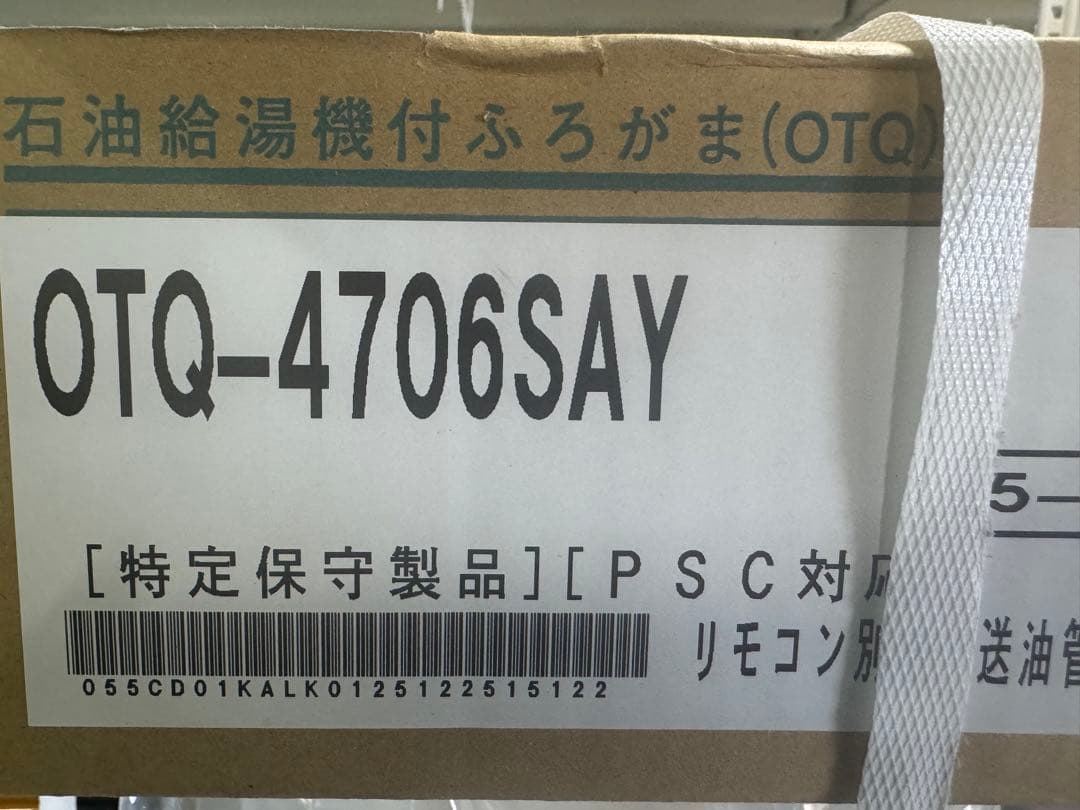 石油給湯機付ふろがま(OTQ)
OTQ-4706SAY
5-
[特定保守製品][PSC対応
リモコン別 送油管
055CD01KALK0125122515122